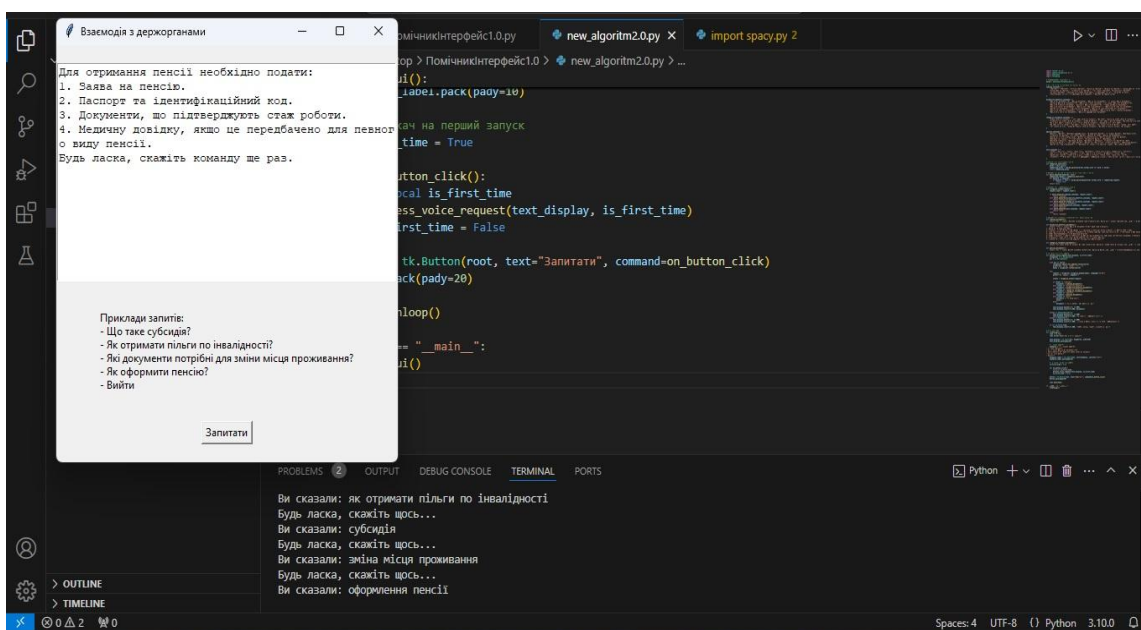 Взаємодія з держорганами
Для отримання пенсії необхідно подати:
1. Заява на пенсію.
2. Паспорт та ідентифікаційний код.
3. Документи, що підтверджують стаж роботи.
4. Медичну довідку, якщо це передбачено для певног
о виду пенсії.
Будь ласка, скажіть команду ще раз.
Приклади запитів:
- Що таке субсидія?
- Як отримати пільги по інвалідності?
- Які документи потрібні для зміни місця проживання?
- Як оформити пенсію?
- Вийти
Запитати
омічникІнтерфейс1.0.py
new_algoritm2.0.py
import spacy.py 2
top > ПомічникІнтерфейс1.0 > new_algoritm2.0.py > ...
ui():
_label.pack(pady=10)
кач на перший запуск
_time = True
utton_click():
ocal is_first_time
ess_voice_request(text_display, is_first_time)
irst_time = False
tk.Button(root, text="Запитати", command=on_button_click)
ack(pady=20)
nloop()
== "__main__":
ui()
PROBLEMS 2 OUTPUT DEBUG CONSOLE TERMINAL PORTS
Python
Ви сказали: як отримати пільги по інвалідності
Будь ласка, скажіть щось...
Ви сказали: субсидія
Будь ласка, скажіть щось...
Ви сказали: зміна місця проживання
Будь ласка, скажіть щось...
Ви сказали: оформлення пенсії
OUTLINE
TIMELINE
0 2 0
Spaces: 4 UTF-8 {} Python 3.10.0